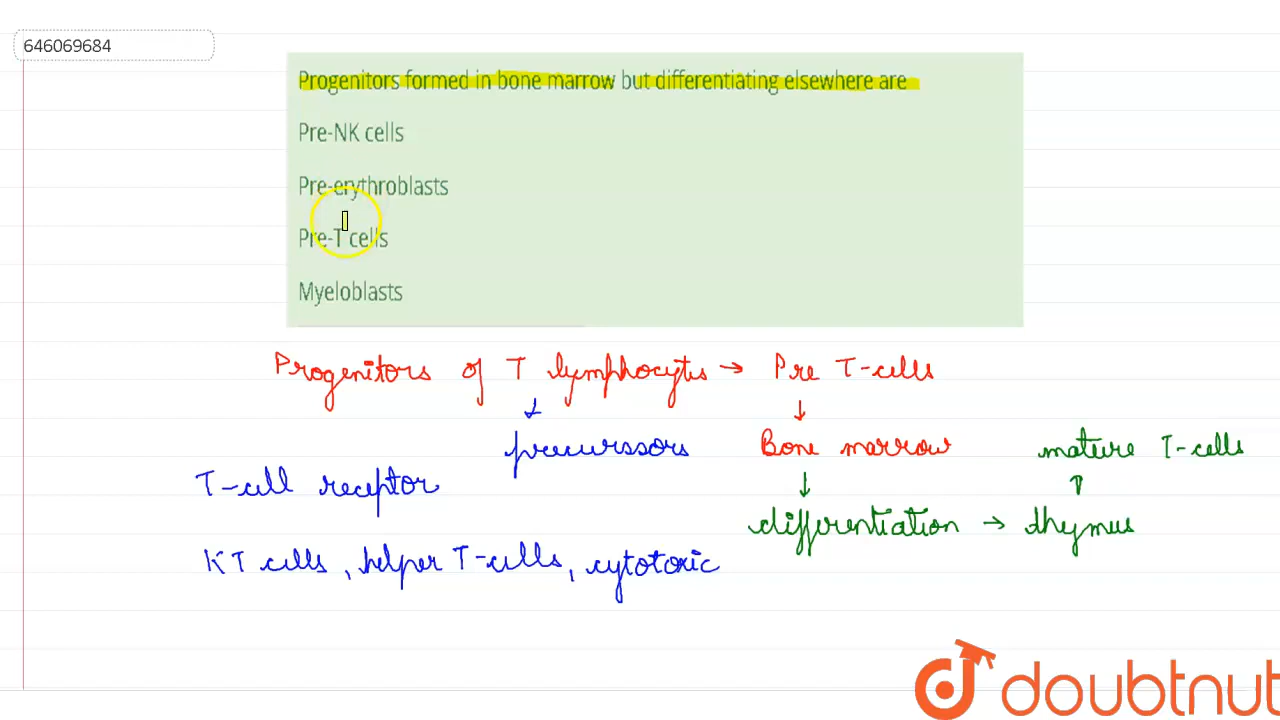 646069684
Progenitors formed in bone marrow but differentiating elsewhere are
Pre-NK cells
Pre-erythroblasts
Pre-T cells
Myeloblasts
Progenitors of T lymphocytes → Pre T-cells
↓ ↓
precurssors Bone marrow mature T-cells
T-cell receptor ↓ ↑
differentiation → thymus
KT cells, helper T-cells, cytotoxic
doubtnut